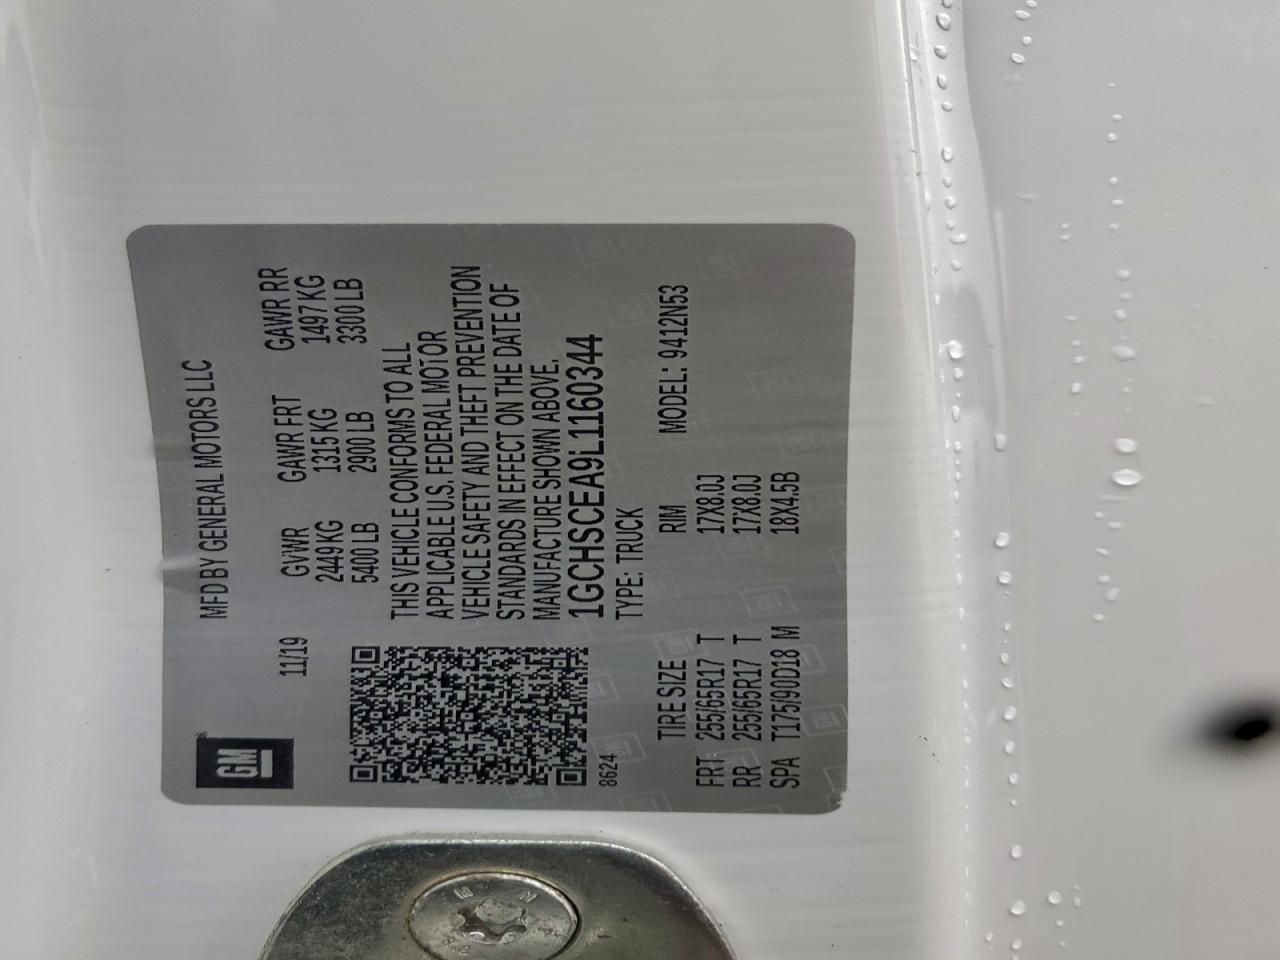 GM
MFD BY GENERAL MOTORS LLC
11/19
GVWR GAWR FRT GAWR RR
2449 KG 1315 KG 1497 KG
5400 LB 2900 LB 3300 LB
THIS VEHICLE CONFORMS TO ALL
APPLICABLE U.S. FEDERAL MOTOR
VEHICLE SAFETY AND THEFT PREVENTION
STANDARDS IN EFFECT ON THE DATE OF
MANUFACTURE SHOWN ABOVE.
1GCHSCEA9L1160344
8624 TYPE: TRUCK
TIRE SIZE RIM MODEL: 9412N53
FRT 255/65R17 T 17X8.0J
RR 255/65R17 T 17X8.0J
SPA T175/90D18 M 18X4.5B